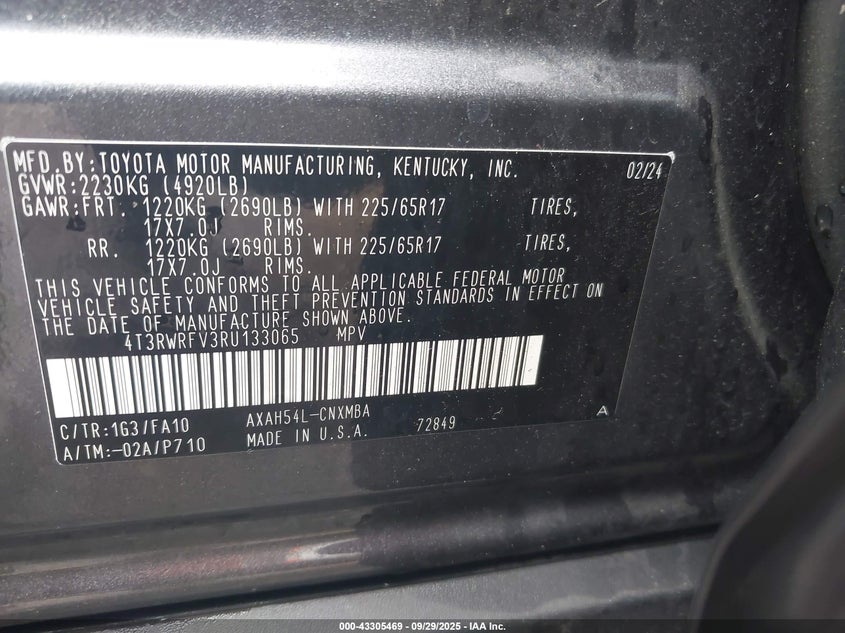 MFD.BY:TOYOTA MOTOR MANUFACTURING, KENTUCKY, INC. 02/24
GVWR:2230KG (4920LB)
GAWR:FRT. 1220KG (2690LB) WITH 225/65R17 TIRES,
17X7.0J RIMS.
RR. 1220KG (2690LB) WITH 225/65R17 TIRES,
17X7.0J RIMS.
THIS VEHICLE CONFORMS TO ALL APPLICABLE FEDERAL MOTOR
VEHICLE SAFETY AND THEFT PREVENTION STANDARDS IN EFFECT ON
THE DATE OF MANUFACTURE SHOWN ABOVE.
4T3RWRFV3RU133065 MPV
C/TR:1G3/FA10 AXAH54L-CNXMBA A
A/TM:-02A/P710 MADE IN U.S.A. 72849
000-43305469 - 09/29/2025 - IAA Inc.